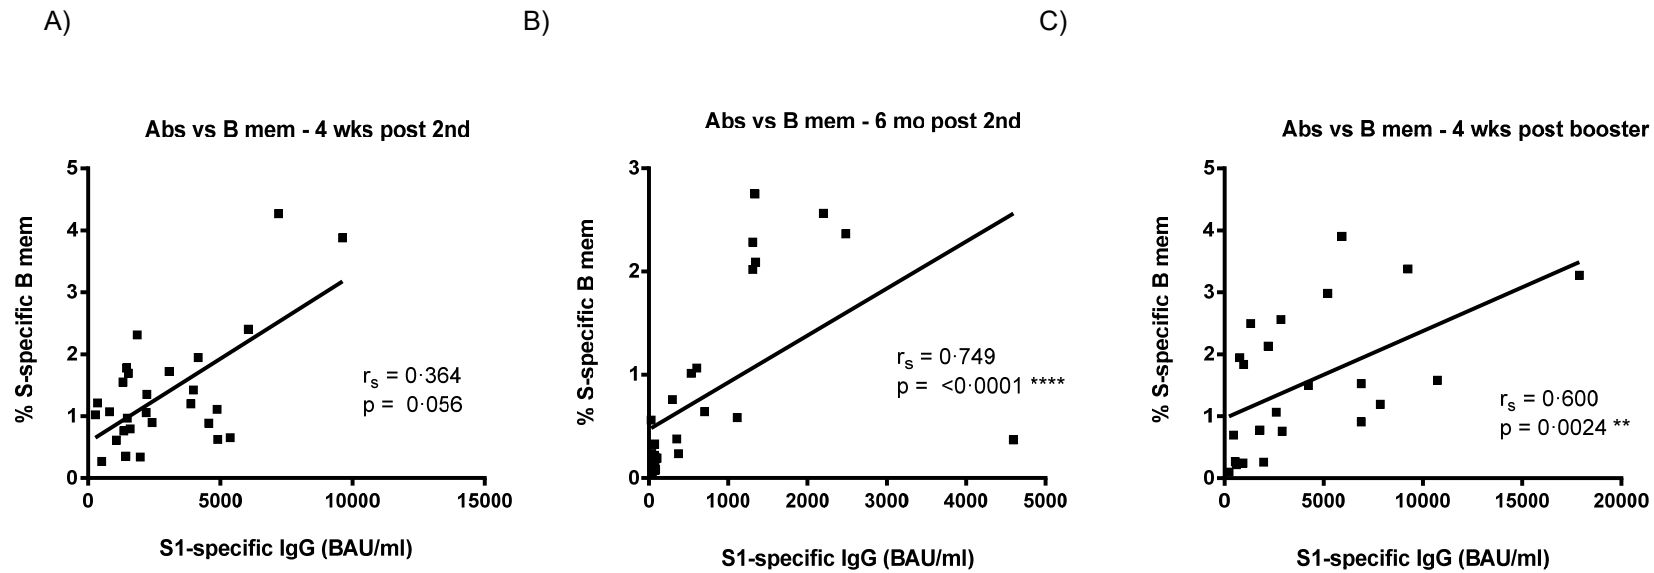 A)
B)
C)
Abs vs B mem - 4 wks post 2nd
% S-specific B mem
5
4
3
2
1
0
0 5000 10000 15000
r_s = 0·364
p = 0·056
S1-specific IgG (BAU/ml)
Abs vs B mem - 6 mo post 2nd
% S-specific B mem
3
2
1
0
0 1000 2000 3000 4000 5000
r_s = 0·749
p = <0·0001 ****
S1-specific IgG (BAU/ml)
Abs vs B mem - 4 wks post booster
% S-specific B mem
5
4
3
2
1
0
0 5000 10000 15000 20000
r_s = 0·600
p = 0·0024 **
S1-specific IgG (BAU/ml)